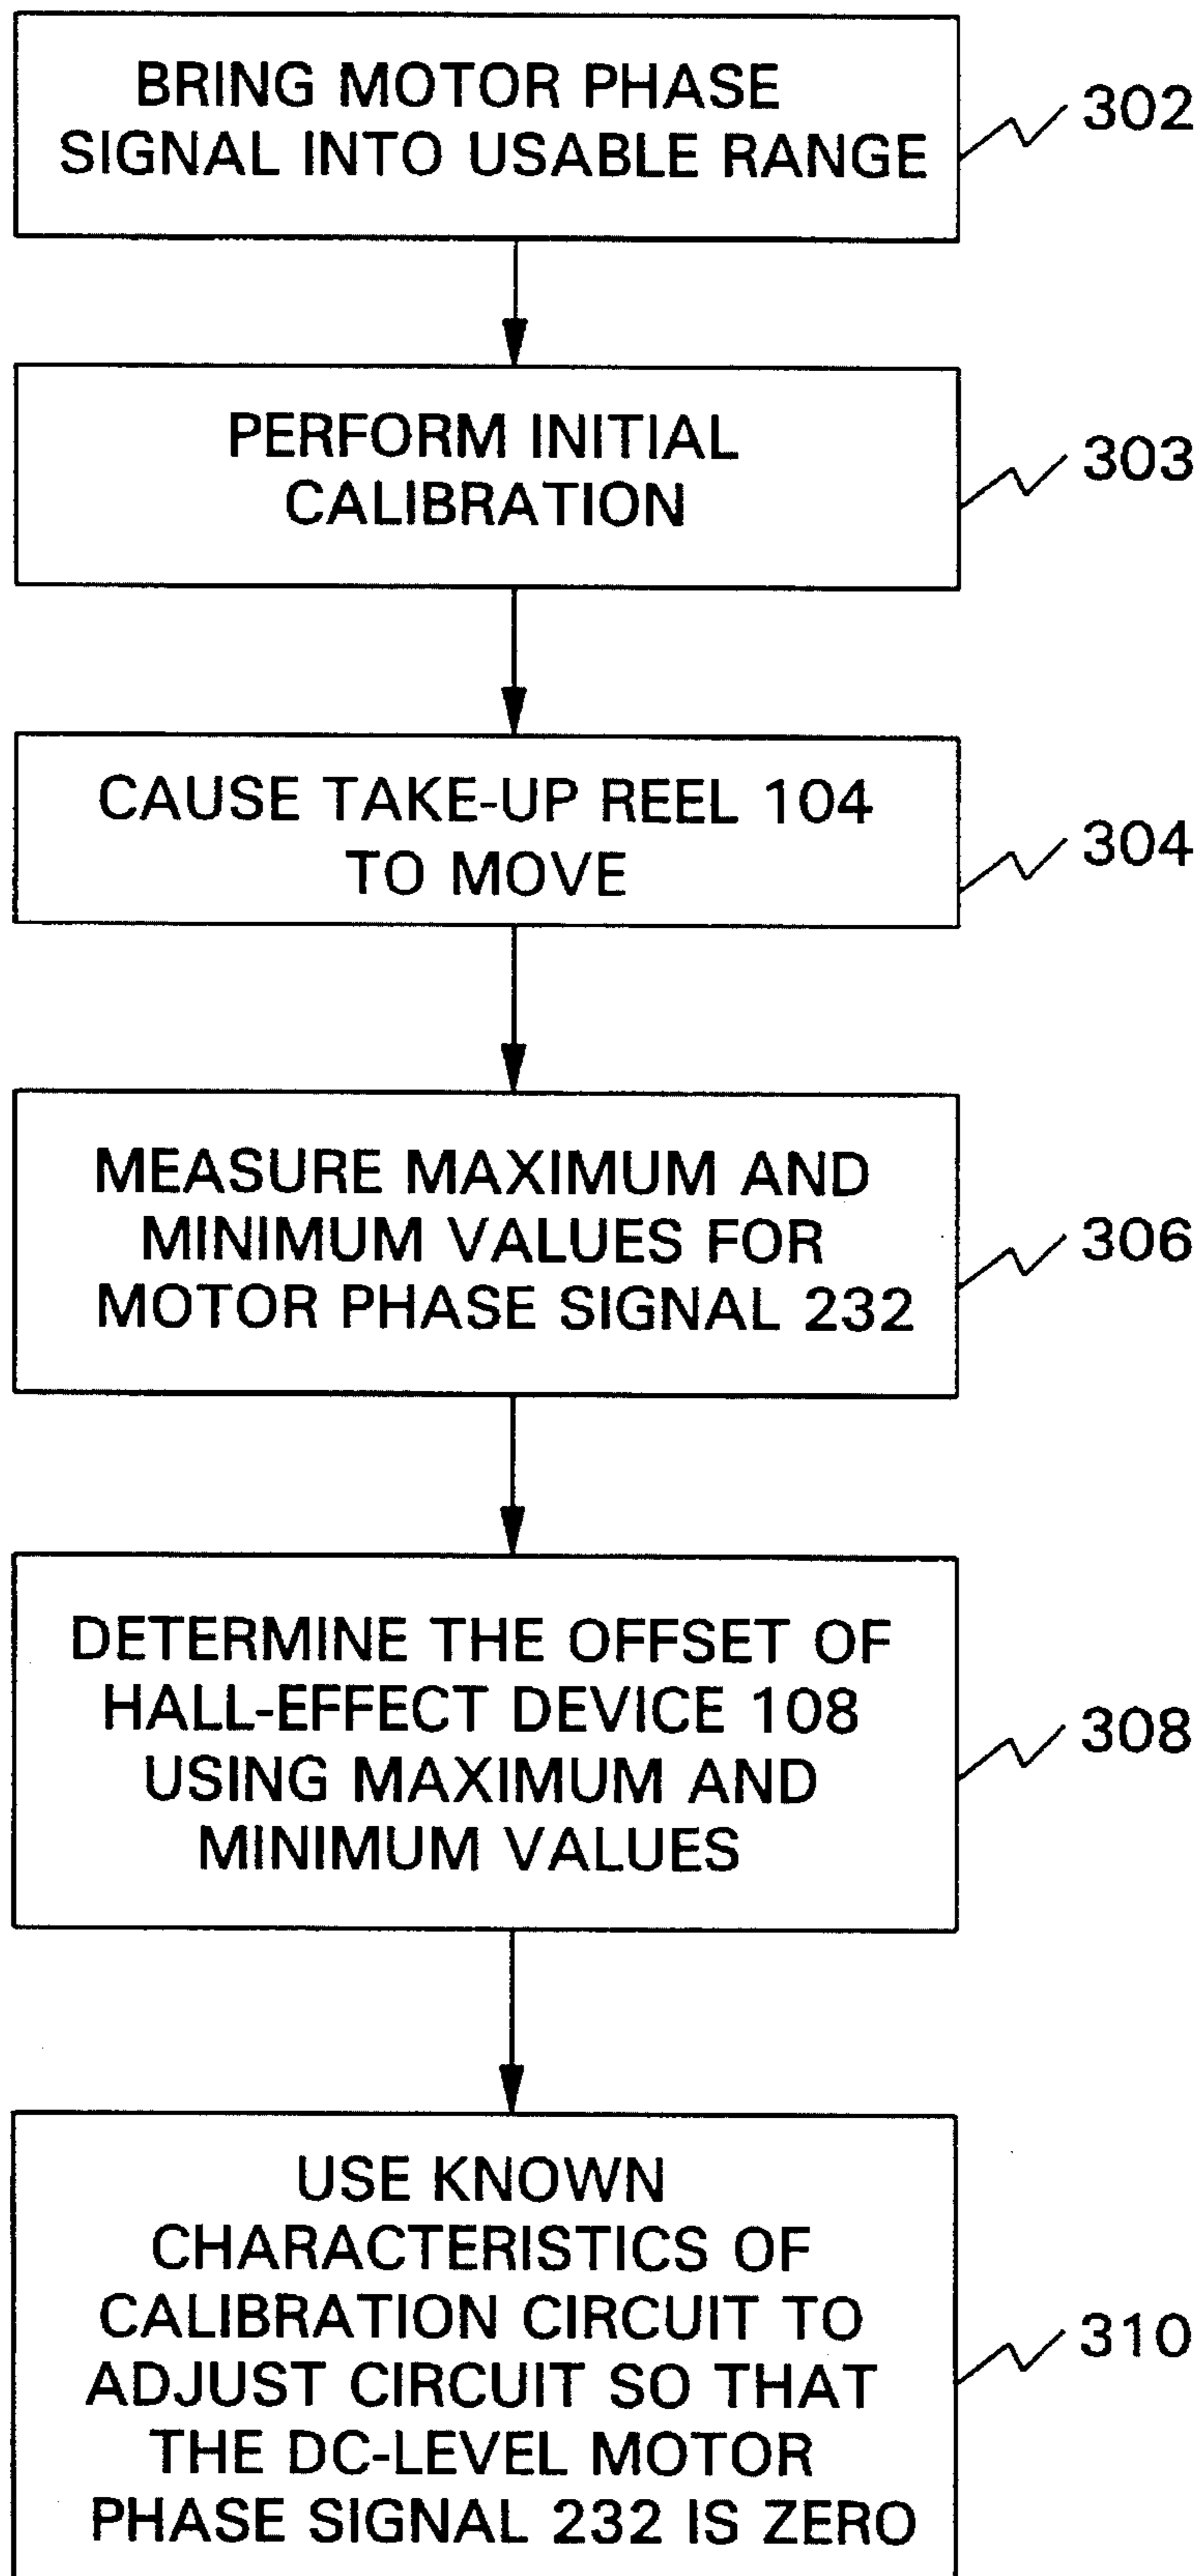 BRING MOTOR PHASE
SIGNAL INTO USABLE RANGE
302
PERFORM INITIAL
CALIBRATION
303
CAUSE TAKE-UP REEL 104
TO MOVE
304
MEASURE MAXIMUM AND
MINIMUM VALUES FOR
MOTOR PHASE SIGNAL 232
306
DETERMINE THE OFFSET OF
HALL-EFFECT DEVICE 108
USING MAXIMUM AND
MINIMUM VALUES
308
USE KNOWN
CHARACTERISTICS OF
CALIBRATION CIRCUIT TO
ADJUST CIRCUIT SO THAT
THE DC-LEVEL MOTOR
PHASE SIGNAL 232 IS ZERO
310